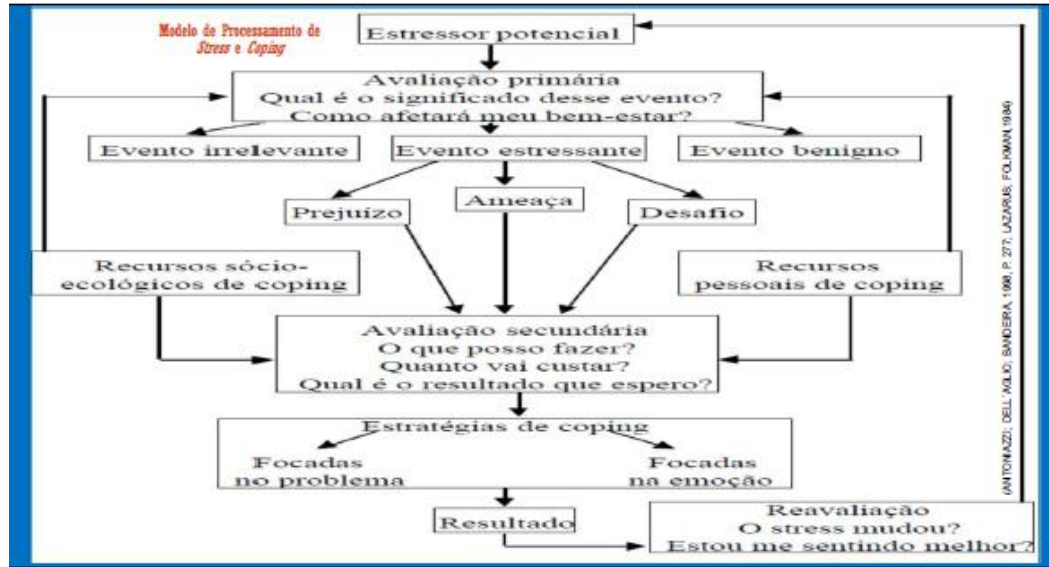 Modelo de Processamento de
Stress e Coping
Estressor potencial
Avaliação primária
Qual é o significado desse evento?
Como afetará meu bem-estar?
Evento irrelevante
Evento estressante
Evento benigno
Prejuízo
Ameaça
Desafio
Recursos sócio-
ecológicos de coping
Recursos
pessoais de coping
Avaliação secundária
O que posso fazer?
Quanto vai custar?
Qual é o resultado que espero?
Estratégias de coping
Focadas
no problema
Focadas
na emoção
Resultado
Reavaliação
O stress mudou?
Estou me sentindo melhor?
(ANTONIAZZI; DELL´AGLIO; BANDEIRA, 1998, P. 277; LAZARUS; FOLKMAN, 1984)